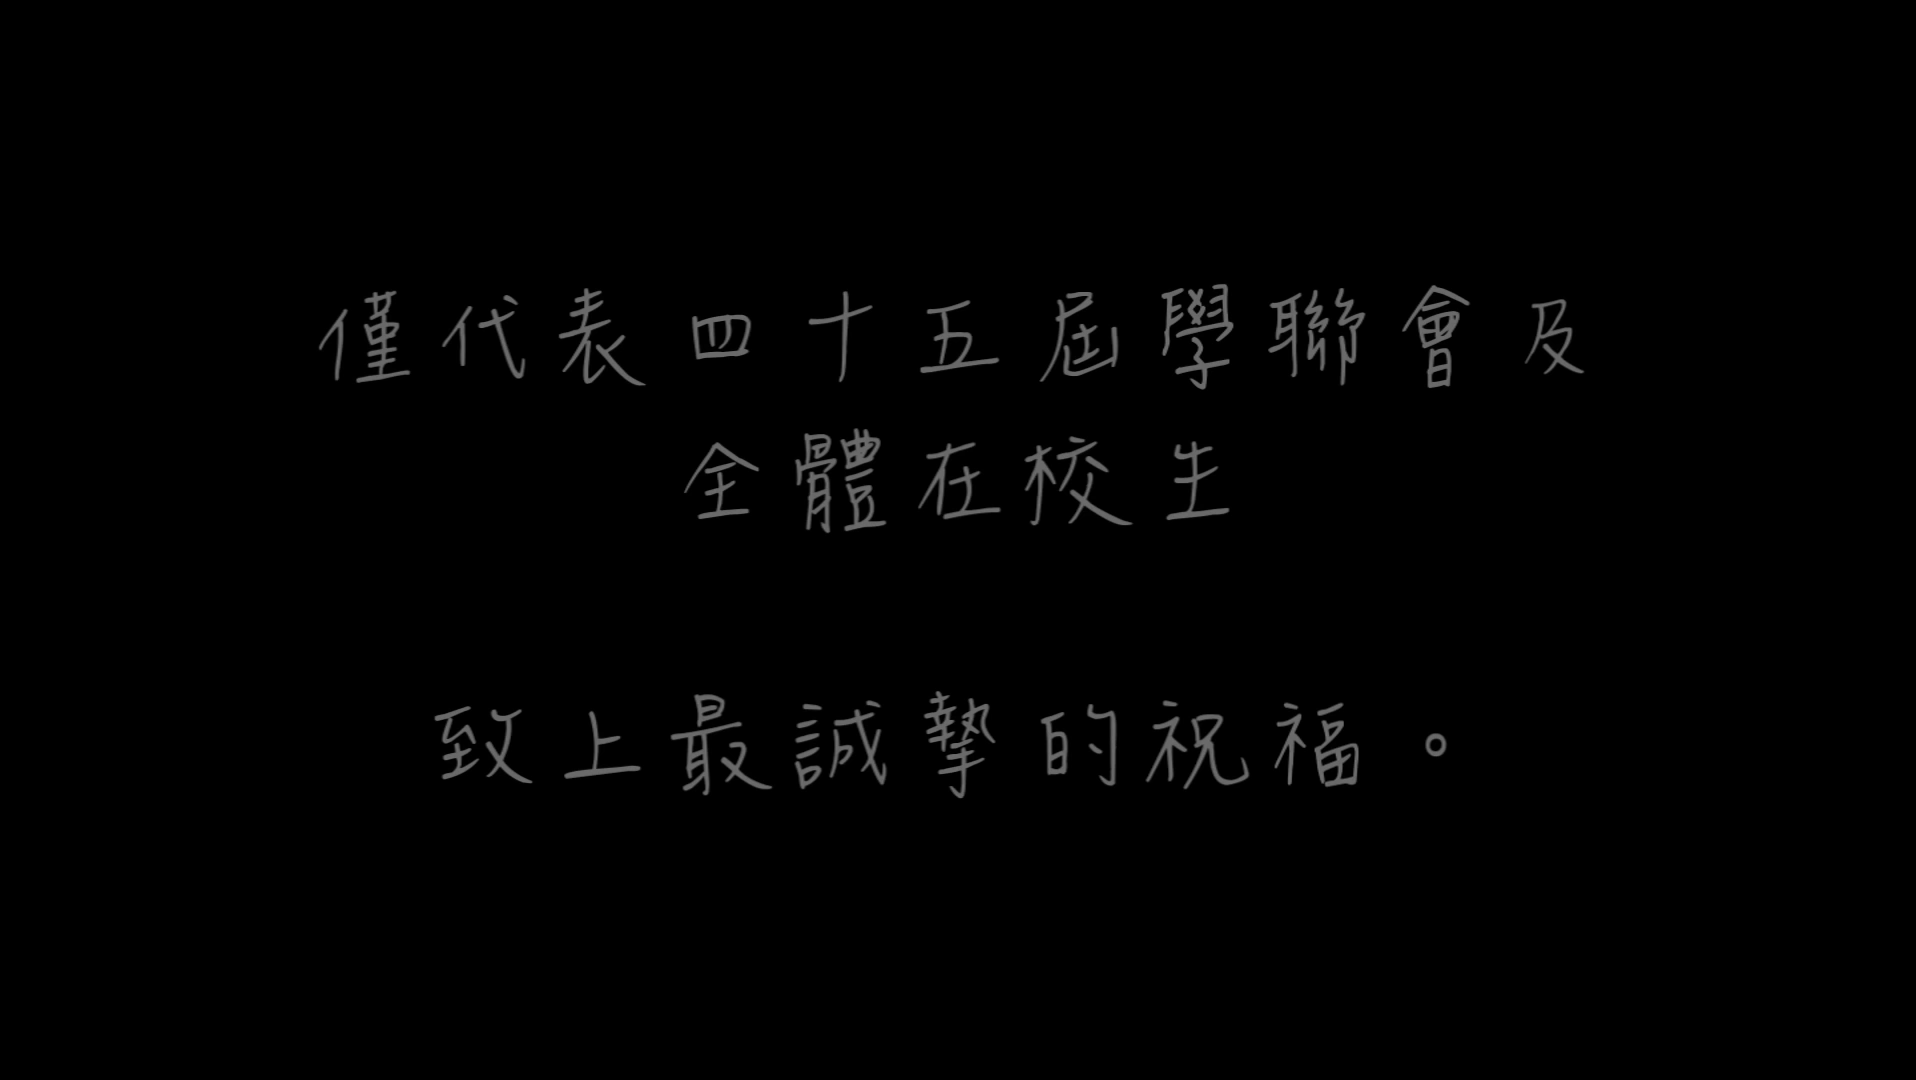 僅代表四十五屆學聯會及
全體在校生
致上最誠摯的祝福。